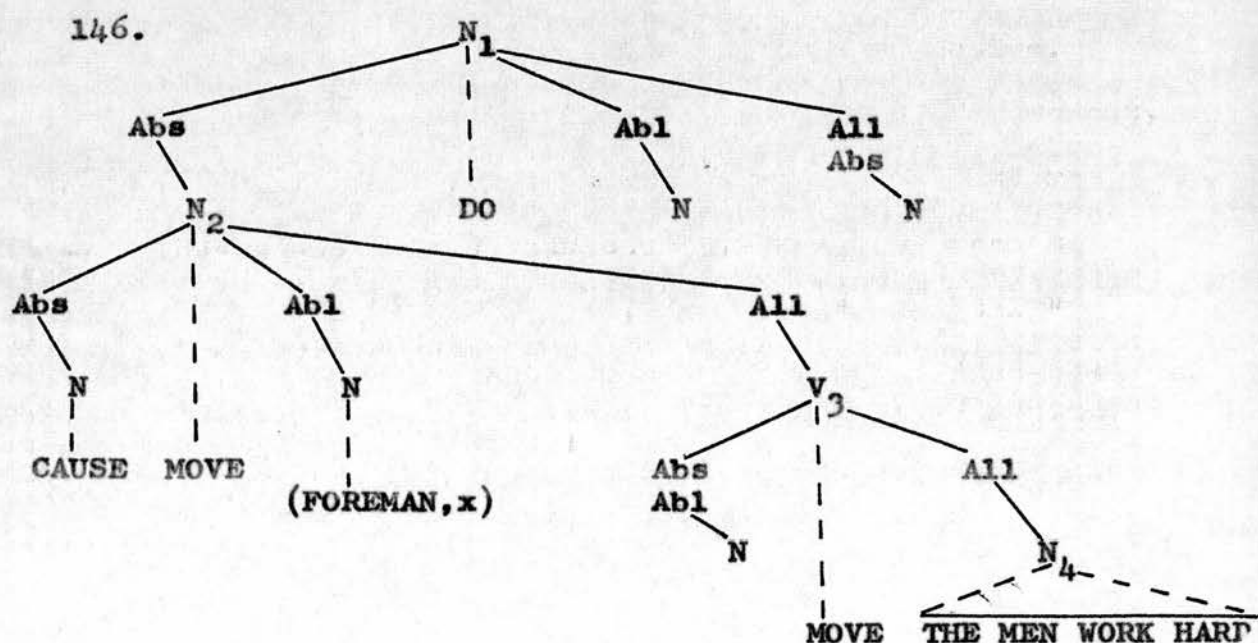 146.
N1
Abs Abl All
Abs
N2 DO N N
Abs Abl All
N N V3
CAUSE MOVE Abs All
(FOREMAN,x) Abl
N N4
MOVE THE MEN WORK HARD